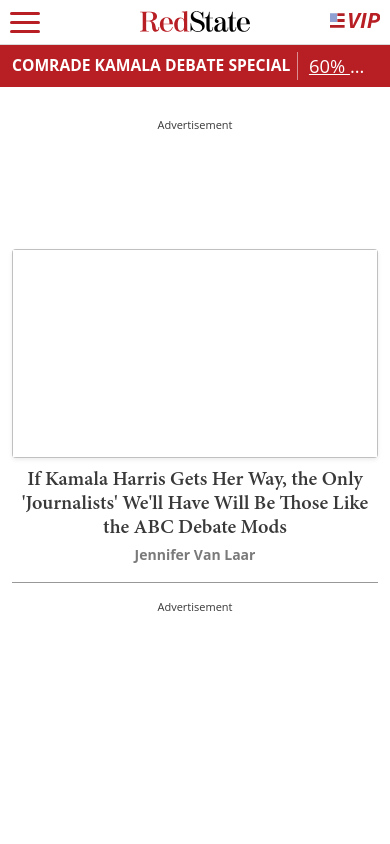 RedState
VIP
COMRADE KAMALA DEBATE SPECIAL
60% ...
Advertisement
If Kamala Harris Gets Her Way, the Only
'Journalists' We'll Have Will Be Those Like
the ABC Debate Mods
Jennifer Van Laar
Advertisement